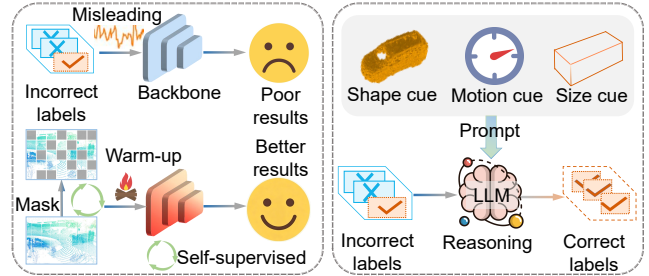 Misleading
Incorrect
labels
Backbone
Poor
results
Warm-up
Better
results
Mask
Self-supervised
Shape cue
Motion cue
Size cue
Prompt
LLM
Incorrect
labels
Reasoning
Correct
labels